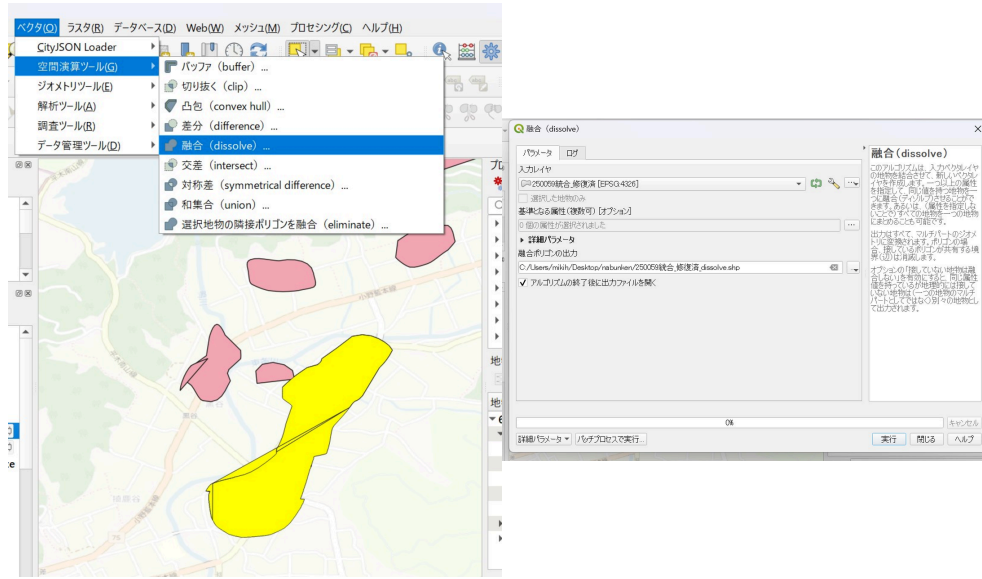 ベクタ(O) ラスタ(R) データベース(D) Web(W) メッシュ(M) プロセシング(C) ヘルプ(H)
CityJSON Loader
空間演算ツール(G)
ジオメトリツール(E)
解析ツール(A)
調査ツール(R)
データ管理ツール(D)
バッファ (buffer) ...
切り抜く (clip) ...
凸包 (convex hull) ...
差分 (difference) ...
融合 (dissolve) ...
交差 (intersect) ...
対称差 (symmetrical difference) ...
和集合 (union) ...
選択地物の隣接ポリゴンを融合 (eliminate) ...
融合 (dissolve)
パラメータ ログ
入力レイヤ
250059統合_修復済 [EPSG:4326]
選択した地物のみ
基準となる属性(複数可) [オプション]
0 個の属性が選択されました
詳細パラメータ
融合ポリゴンの出力
C:/Users/mikih/Desktop/nabunken/250059統合_修復済_dissolve.shp
アルゴリズムの終了後に出力ファイルを開く
0%
キャンセル
詳細パラメータ バッチプロセスで実行...
実行 閉じる ヘルプ
融合(dissolve)
このアルゴリズムは、入力ベクタレイヤ
の地物を結合させて、新しいベクタレ
イヤを作成します。一つ以上の属性
を指定して、同じ値を持つ地物を一
つに融合(ディゾルブ)させることがで
きます。あるいは、(属性を指定しな
いことで)すべての地物を一つの地物
にまとめることも可能です。
出力はすべて、マルチパートのジオメ
トリに変換されます。ポリゴンの場
合、接しているポリゴンが共有する境
界(辺)は消滅します。
オプションの「接していない地物は融
合しない」を有効にすると、同じ属性
値を持っているが地理的には接して
いない地物は(一つの地物のマルチ
パートとしてではなく)別々の地物とし
て出力されます。